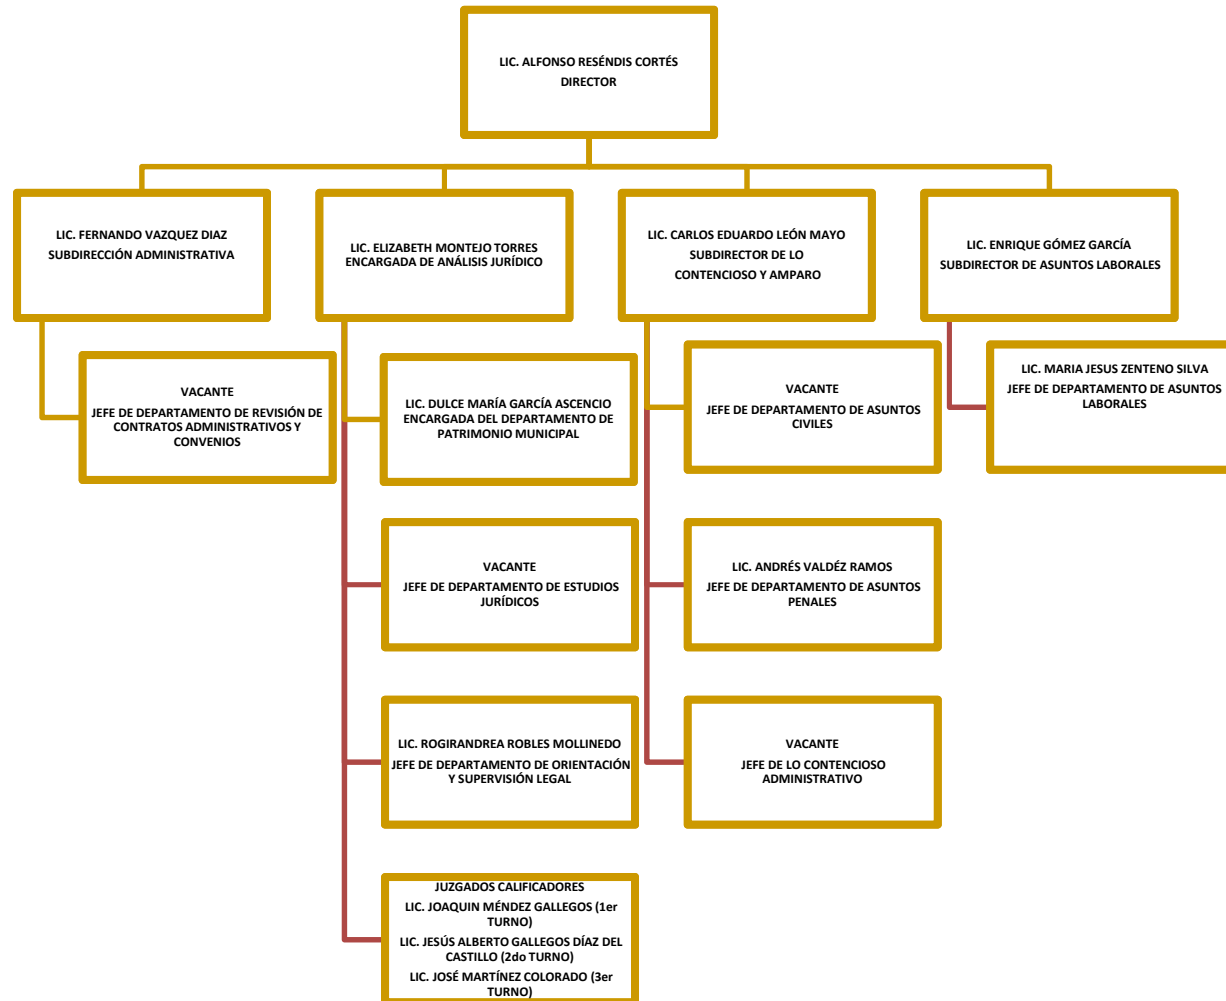 LIC. ALFONSO RESÉNDIS CORTÉS
DIRECTOR
LIC. FERNANDO VAZQUEZ DIAZ
SUBDIRECCIÓN ADMINISTRATIVA
LIC. ELIZABETH MONTEJO TORRES
ENCARGADA DE ANÁLISIS JURÍDICO
LIC. CARLOS EDUARDO LEÓN MAYO
SUBDIRECTOR DE LO
CONTENCIOSO Y AMPARO
LIC. ENRIQUE GÓMEZ GARCÍA
SUBDIRECTOR DE ASUNTOS LABORALES
VACANTE
JEFE DE DEPARTAMENTO DE REVISIÓN DE
CONTRATOS ADMINISTRATIVOS Y
CONVENIOS
LIC. DULCE MARÍA GARCÍA ASCENCIO
ENCARGADA DEL DEPARTAMENTO DE
PATRIMONIO MUNICIPAL
VACANTE
JEFE DE DEPARTAMENTO DE ASUNTOS
CIVILES
LIC. MARIA JESUS ZENTENO SILVA
JEFE DE DEPARTAMENTO DE ASUNTOS
LABORALES
VACANTE
JEFE DE DEPARTAMENTO DE ESTUDIOS
JURÍDICOS
LIC. ANDRÉS VALDÉZ RAMOS
JEFE DE DEPARTAMENTO DE ASUNTOS
PENALES
LIC. ROGIRANDREA ROBLES MOLLINEDO
JEFE DE DEPARTAMENTO DE ORIENTACIÓN
Y SUPERVISIÓN LEGAL
VACANTE
JEFE DE LO CONTENCIOSO
ADMINISTRATIVO
JUZGADOS CALIFICADORES
LIC. JOAQUIN MÉNDEZ GALLEGOS (1er
TURNO)
LIC. JESÚS ALBERTO GALLEGOS DÍAZ DEL
CASTILLO (2do TURNO)
LIC. JOSÉ MARTÍNEZ COLORADO (3er
TURNO)